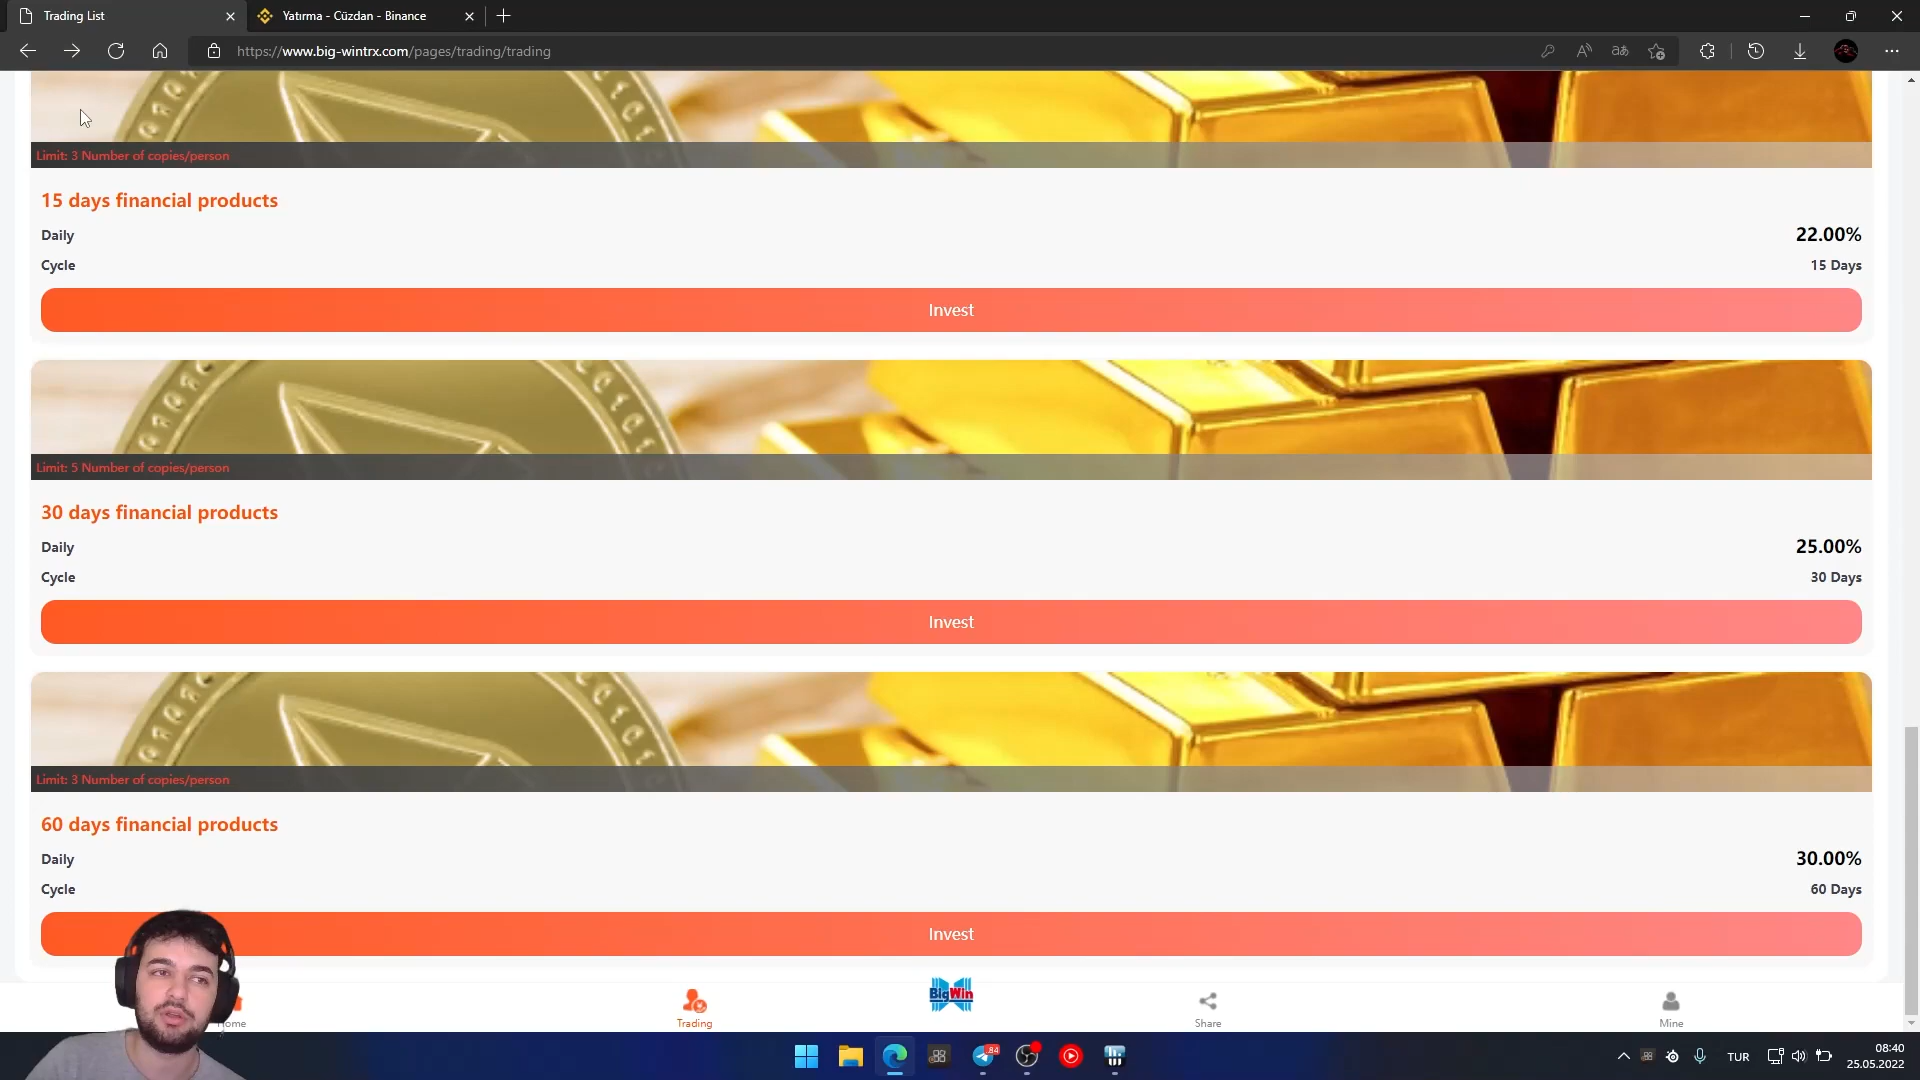 Trading List
Yatırma - Cüzdan - Binance
https://www.big-wintrx.com/pages/trading/trading
Limit: 3 Number of copies/person
15 days financial products
Daily
22.00%
Cycle
15 Days
Invest
Limit: 5 Number of copies/person
30 days financial products
Daily
25.00%
Cycle
30 Days
Invest
Limit: 3 Number of copies/person
60 days financial products
Daily
30.00%
Cycle
60 Days
Invest
Home
Trading
BigWin
Share
Mine
84
TUR
08:40
25.05.2022